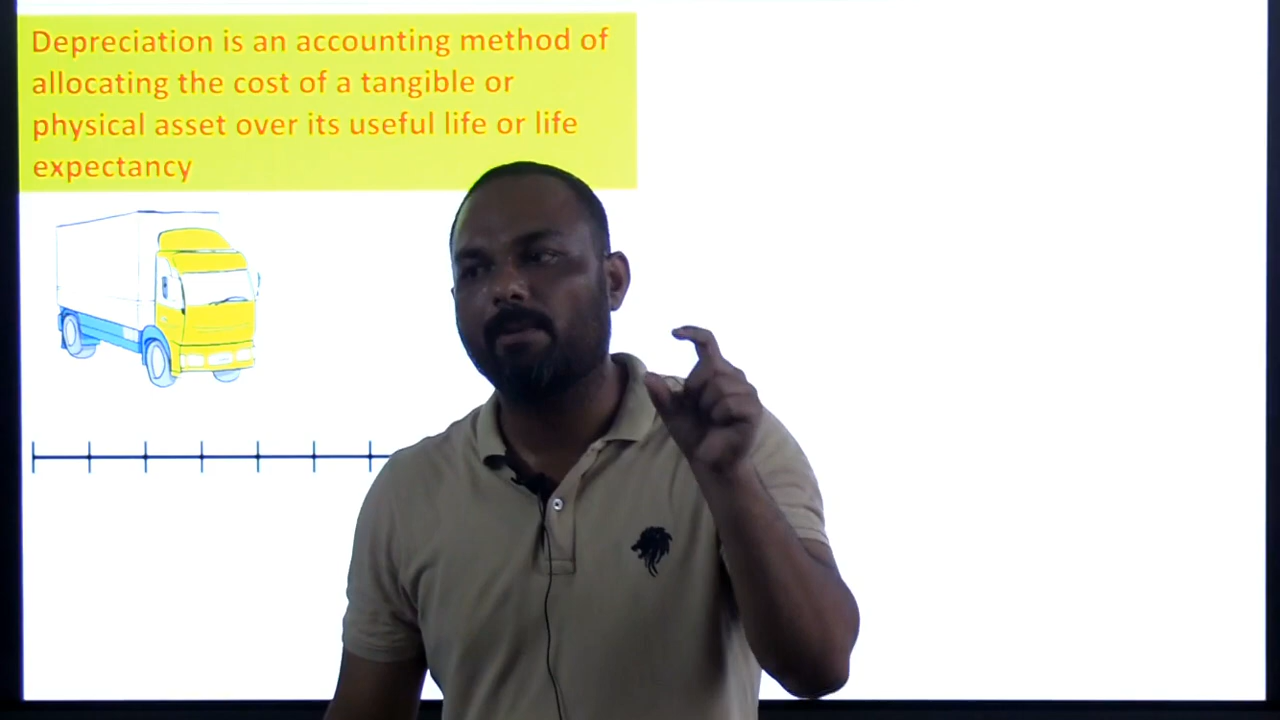 Depreciation is an accounting method of
allocating the cost of a tangible or
physical asset over its useful life or life
expectancy